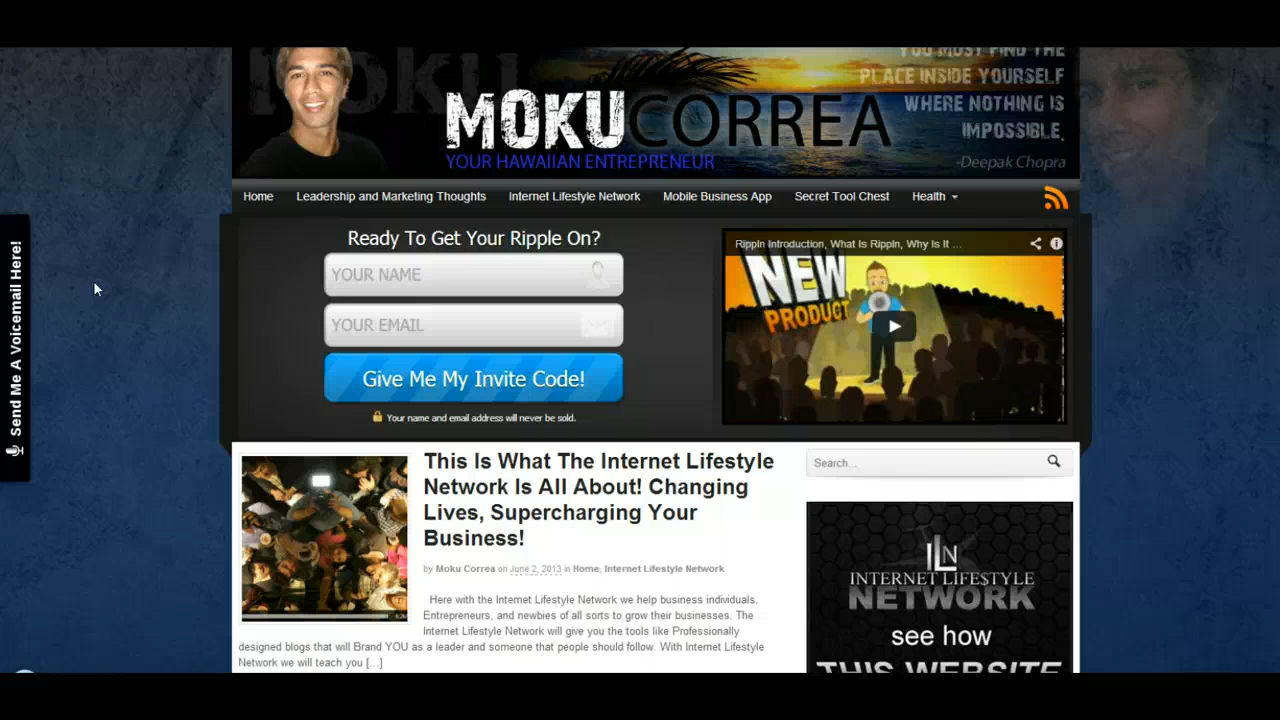 YOU MUST FIND THE
PLACE INSIDE YOURSELF
WHERE NOTHING IS
IMPOSSIBLE.
-Deepak Chopra
Moku
MOKUCORREA
YOUR HAWAIIAN ENTREPRENEUR
Home Leadership and Marketing Thoughts Internet Lifestyle Network Mobile Business App Secret Tool Chest Health
Send Me A Voicemail Here!
Ready To Get Your Ripple On?
YOUR NAME
YOUR EMAIL
Give Me My Invite Code!
Your name and email address will never be sold.
Rippln Introduction, What Is Rippln, Why Is It ...
NEW
PRODUCT
This Is What The Internet Lifestyle
Network Is All About! Changing
Lives, Supercharging Your
Business!
by Moku Correa on June 2, 2013 in Home, Internet Lifestyle Network
Here with the Internet Lifestyle Network we help business individuals,
Entrepreneurs, and newbies of all sorts to grow their businesses. The
Internet Lifestyle Network will give you the tools like Professionally
designed blogs that will Brand YOU as a leader and someone that people should follow. With Internet Lifestyle
Network we will teach you [...]
Search...
ILN
INTERNET LIFE$TYLE
NETWORK
see how
THIS WEBSITE